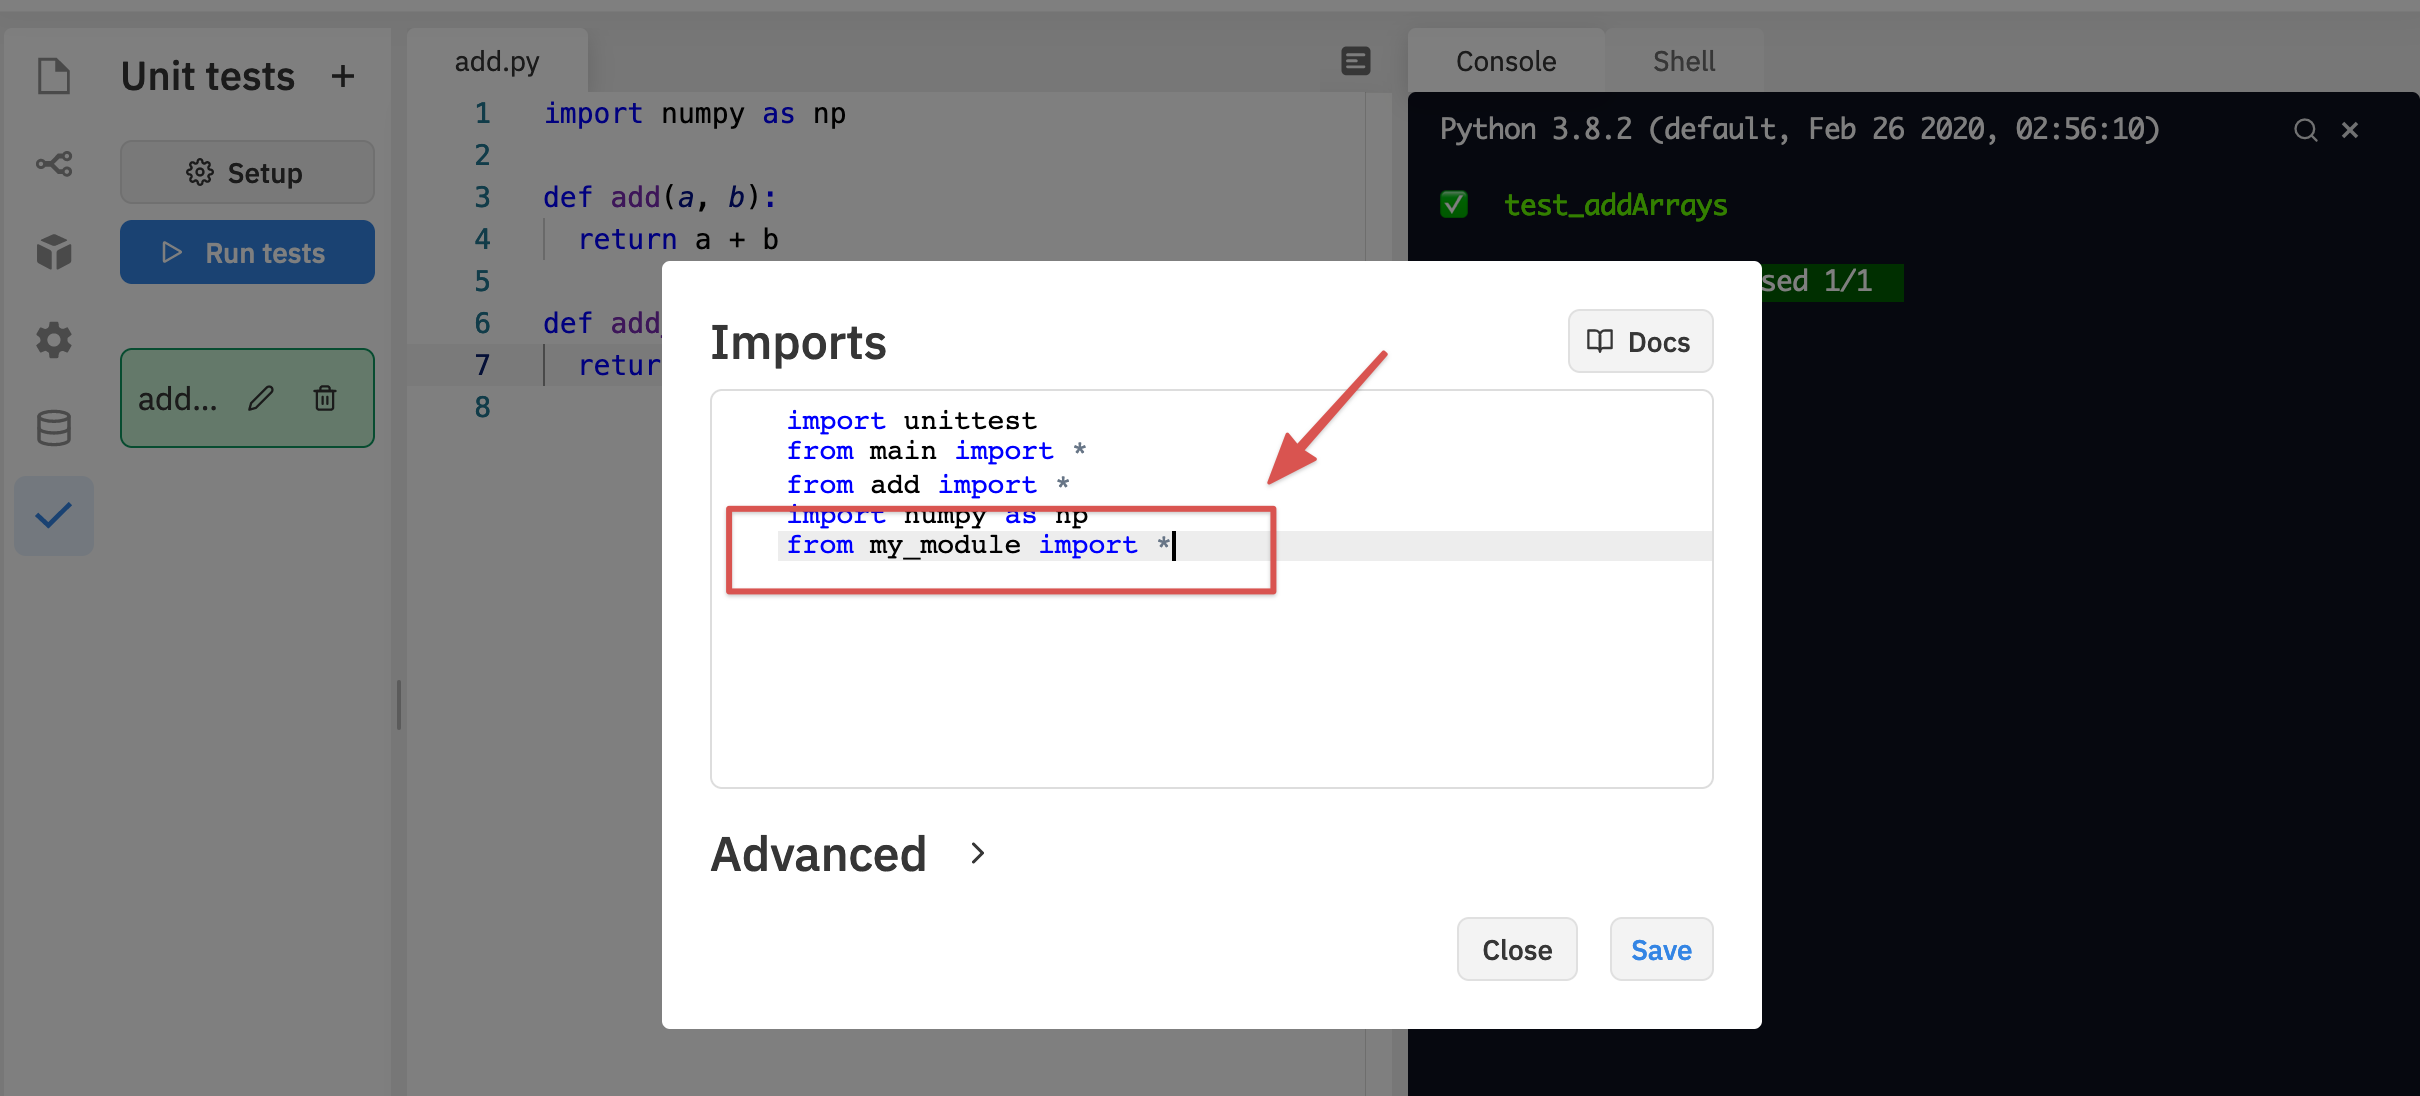 Unit tests +
Setup
Run tests
add...
add.py
1 import numpy as np
2
3 def add(a, b):
4 return a + b
5
6 def add
7 retur
8
Console Shell
Python 3.8.2 (default, Feb 26 2020, 02:56:10)
✅ test_addArrays
sed 1/1
Imports
Docs
import unittest
from main import *
from add import *
import numpy as np
from my_module import *
Advanced >
Close
Save